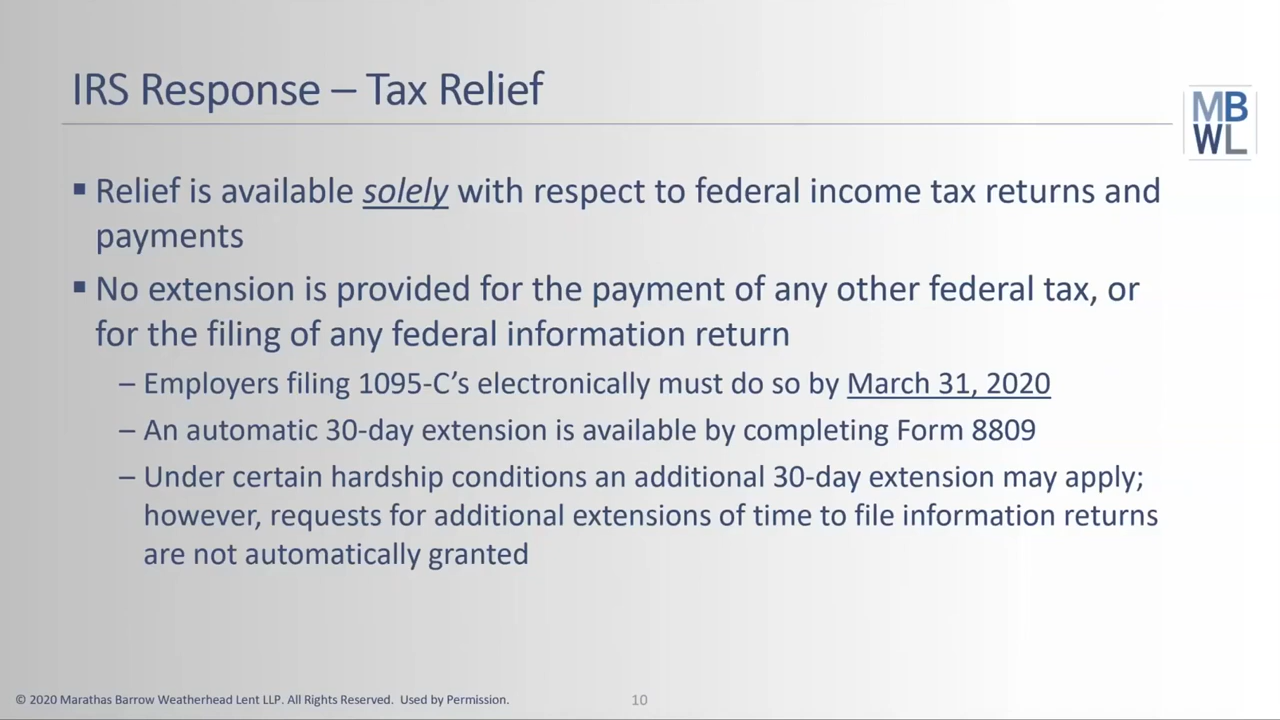 IRS Response – Tax Relief
MB
WL
▪ Relief is available solely with respect to federal income tax returns and
payments
▪ No extension is provided for the payment of any other federal tax, or
for the filing of any federal information return
– Employers filing 1095-C’s electronically must do so by March 31, 2020
– An automatic 30-day extension is available by completing Form 8809
– Under certain hardship conditions an additional 30-day extension may apply;
however, requests for additional extensions of time to file information returns
are not automatically granted
© 2020 Marathas Barrow Weatherhead Lent LLP. All Rights Reserved. Used by Permission.
10